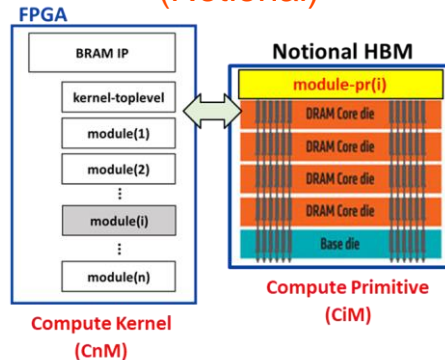 (Notional)
FPGA
BRAM IP
kernel-toplevel
module(1)
module(2)
⋮
module(i)
⋮
module(n)
Compute Kernel
(CnM)
Notional HBM
module-pr(i)
DRAM Core die
DRAM Core die
DRAM Core die
DRAM Core die
Base die
Compute Primitive
(CiM)